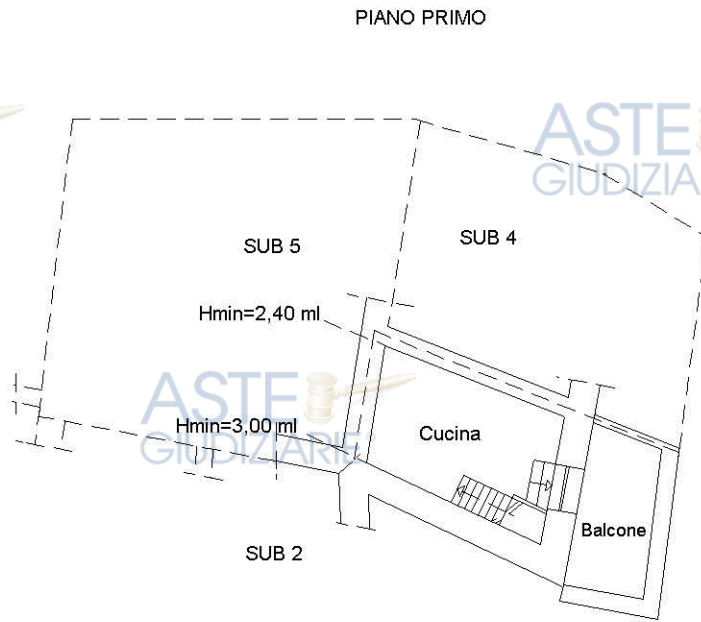 PIANO PRIMO
ASTE
GIUDIZIA
SUB 5
SUB 4
Hmin=2,40 ml
ASTE
GIUDIZIARIE
Hmin=3,00 ml
Cucina
Balcone
SUB 2